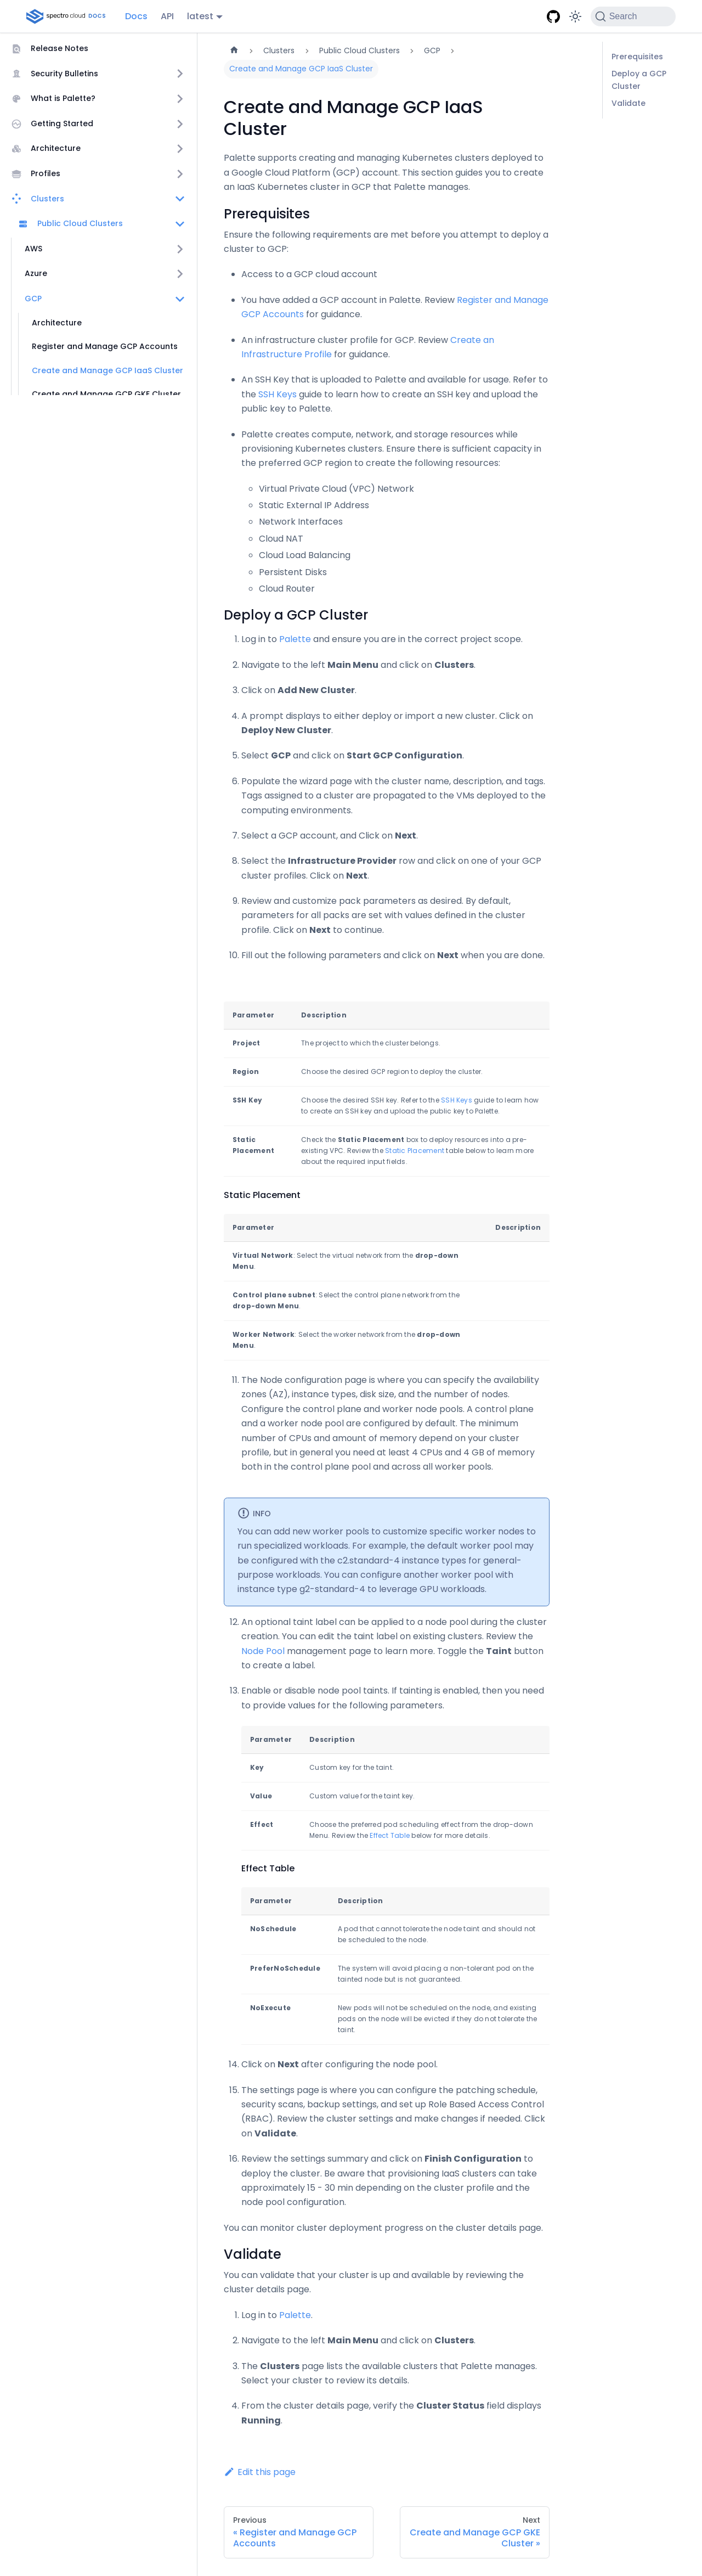 spectro cloud DOCS
Docs
API
latest
Search
Release Notes
Security Bulletins
What is Palette?
Getting Started
Architecture
Profiles
Clusters
Public Cloud Clusters
AWS
Azure
GCP
Architecture
Register and Manage GCP Accounts
Create and Manage GCP IaaS Cluster
Create and Manage GCP GKE Cluster
Clusters
Public Cloud Clusters
GCP
Create and Manage GCP IaaS Cluster
Prerequisites
Deploy a GCP
Cluster
Validate
Create and Manage GCP IaaS
Cluster
Palette supports creating and managing Kubernetes clusters deployed to
a Google Cloud Platform (GCP) account. This section guides you to create
an IaaS Kubernetes cluster in GCP that Palette manages.
Prerequisites
Ensure the following requirements are met before you attempt to deploy a
cluster to GCP:
Access to a GCP cloud account
You have added a GCP account in Palette. Review Register and Manage
GCP Accounts for guidance.
An infrastructure cluster profile for GCP. Review Create an
Infrastructure Profile for guidance.
An SSH Key that is uploaded to Palette and available for usage. Refer to
the SSH Keys guide to learn how to create an SSH key and upload the
public key to Palette.
Palette creates compute, network, and storage resources while
provisioning Kubernetes clusters. Ensure there is sufficient capacity in
the preferred GCP region to create the following resources:
Virtual Private Cloud (VPC) Network
Static External IP Address
Network Interfaces
Cloud NAT
Cloud Load Balancing
Persistent Disks
Cloud Router
Deploy a GCP Cluster
1. Log in to Palette and ensure you are in the correct project scope.
2. Navigate to the left Main Menu and click on Clusters.
3. Click on Add New Cluster.
4. A prompt displays to either deploy or import a new cluster. Click on
Deploy New Cluster.
5. Select GCP and click on Start GCP Configuration.
6. Populate the wizard page with the cluster name, description, and tags.
Tags assigned to a cluster are propagated to the VMs deployed to the
computing environments.
7. Select a GCP account, and Click on Next.
8. Select the Infrastructure Provider row and click on one of your GCP
cluster profiles. Click on Next.
9. Review and customize pack parameters as desired. By default,
parameters for all packs are set with values defined in the cluster
profile. Click on Next to continue.
10. Fill out the following parameters and click on Next when you are done.
Parameter Description
Project The project to which the cluster belongs.
Region Choose the desired GCP region to deploy the cluster.
SSH Key Choose the desired SSH key. Refer to the SSH Keys guide to learn how
to create an SSH key and upload the public key to Palette.
Static Check the Static Placement box to deploy resources into a pre-
Placement existing VPC. Review the Static Placement table below to learn more
about the required input fields.
Static Placement
Parameter Description
Virtual Network: Select the virtual network from the drop-down
Menu.
Control plane subnet: Select the control plane network from the
drop-down Menu.
Worker Network: Select the worker network from the drop-down
Menu.
11. The Node configuration page is where you can specify the availability
zones (AZ), instance types, disk size, and the number of nodes.
Configure the control plane and worker node pools. A control plane
and a worker node pool are configured by default. The minimum
number of CPUs and amount of memory depend on your cluster
profile, but in general you need at least 4 CPUs and 4 GB of memory
both in the control plane pool and across all worker pools.
INFO
You can add new worker pools to customize specific worker nodes to
run specialized workloads. For example, the default worker pool may
be configured with the c2.standard-4 instance types for general-
purpose workloads. You can configure another worker pool with
instance type g2-standard-4 to leverage GPU workloads.
12. An optional taint label can be applied to a node pool during the cluster
creation. You can edit the taint label on existing clusters. Review the
Node Pool management page to learn more. Toggle the Taint button
to create a label.
13. Enable or disable node pool taints. If tainting is enabled, then you need
to provide values for the following parameters.
Parameter Description
Key Custom key for the taint.
Value Custom value for the taint key.
Effect Choose the preferred pod scheduling effect from the drop-down
Menu. Review the Effect Table below for more details.
Effect Table
Parameter Description
NoSchedule A pod that cannot tolerate the node taint and should not
be scheduled to the node.
PreferNoSchedule The system will avoid placing a non-tolerant pod on the
tainted node but is not guaranteed.
NoExecute New pods will not be scheduled on the node, and existing
pods on the node will be evicted if they do not tolerate the
taint.
14. Click on Next after configuring the node pool.
15. The settings page is where you can configure the patching schedule,
security scans, backup settings, and set up Role Based Access Control
(RBAC). Review the cluster settings and make changes if needed. Click
on Validate.
16. Review the settings summary and click on Finish Configuration to
deploy the cluster. Be aware that provisioning IaaS clusters can take
approximately 15 - 30 min depending on the cluster profile and the
node pool configuration.
You can monitor cluster deployment progress on the cluster details page.
Validate
You can validate that your cluster is up and available by reviewing the
cluster details page.
1. Log in to Palette.
2. Navigate to the left Main Menu and click on Clusters.
3. The Clusters page lists the available clusters that Palette manages.
Select your cluster to review its details.
4. From the cluster details page, verify the Cluster Status field displays
Running.
Edit this page
Previous
« Register and Manage GCP
Accounts
Next
Create and Manage GCP GKE
Cluster »